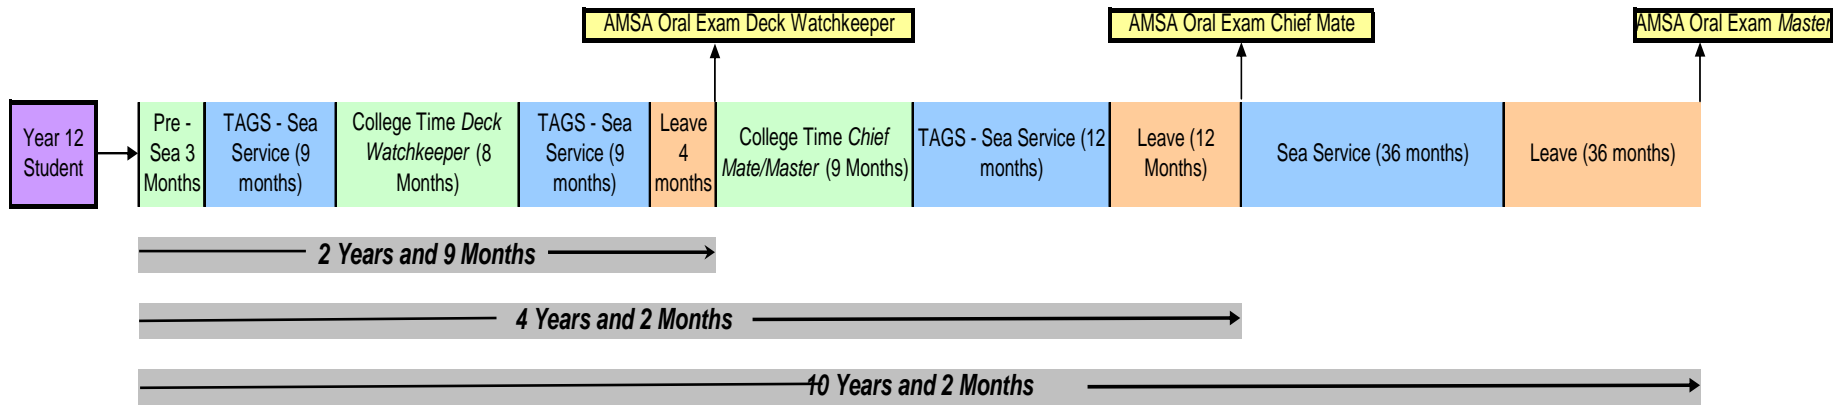 AMSA Oral Exam Deck Watchkeeper
AMSA Oral Exam Chief Mate
AMSA Oral Exam Master
Year 12
Student
Pre -
Sea 3
Months
TAGS - Sea
Service (9
months)
College Time Deck
Watchkeeper (8
Months)
TAGS - Sea
Service (9
months)
Leave
4
months
College Time Chief
Mate/Master (9 Months)
TAGS - Sea Service (12
months)
Leave (12
Months)
Sea Service (36 months)
Leave (36 months)
2 Years and 9 Months
4 Years and 2 Months
10 Years and 2 Months